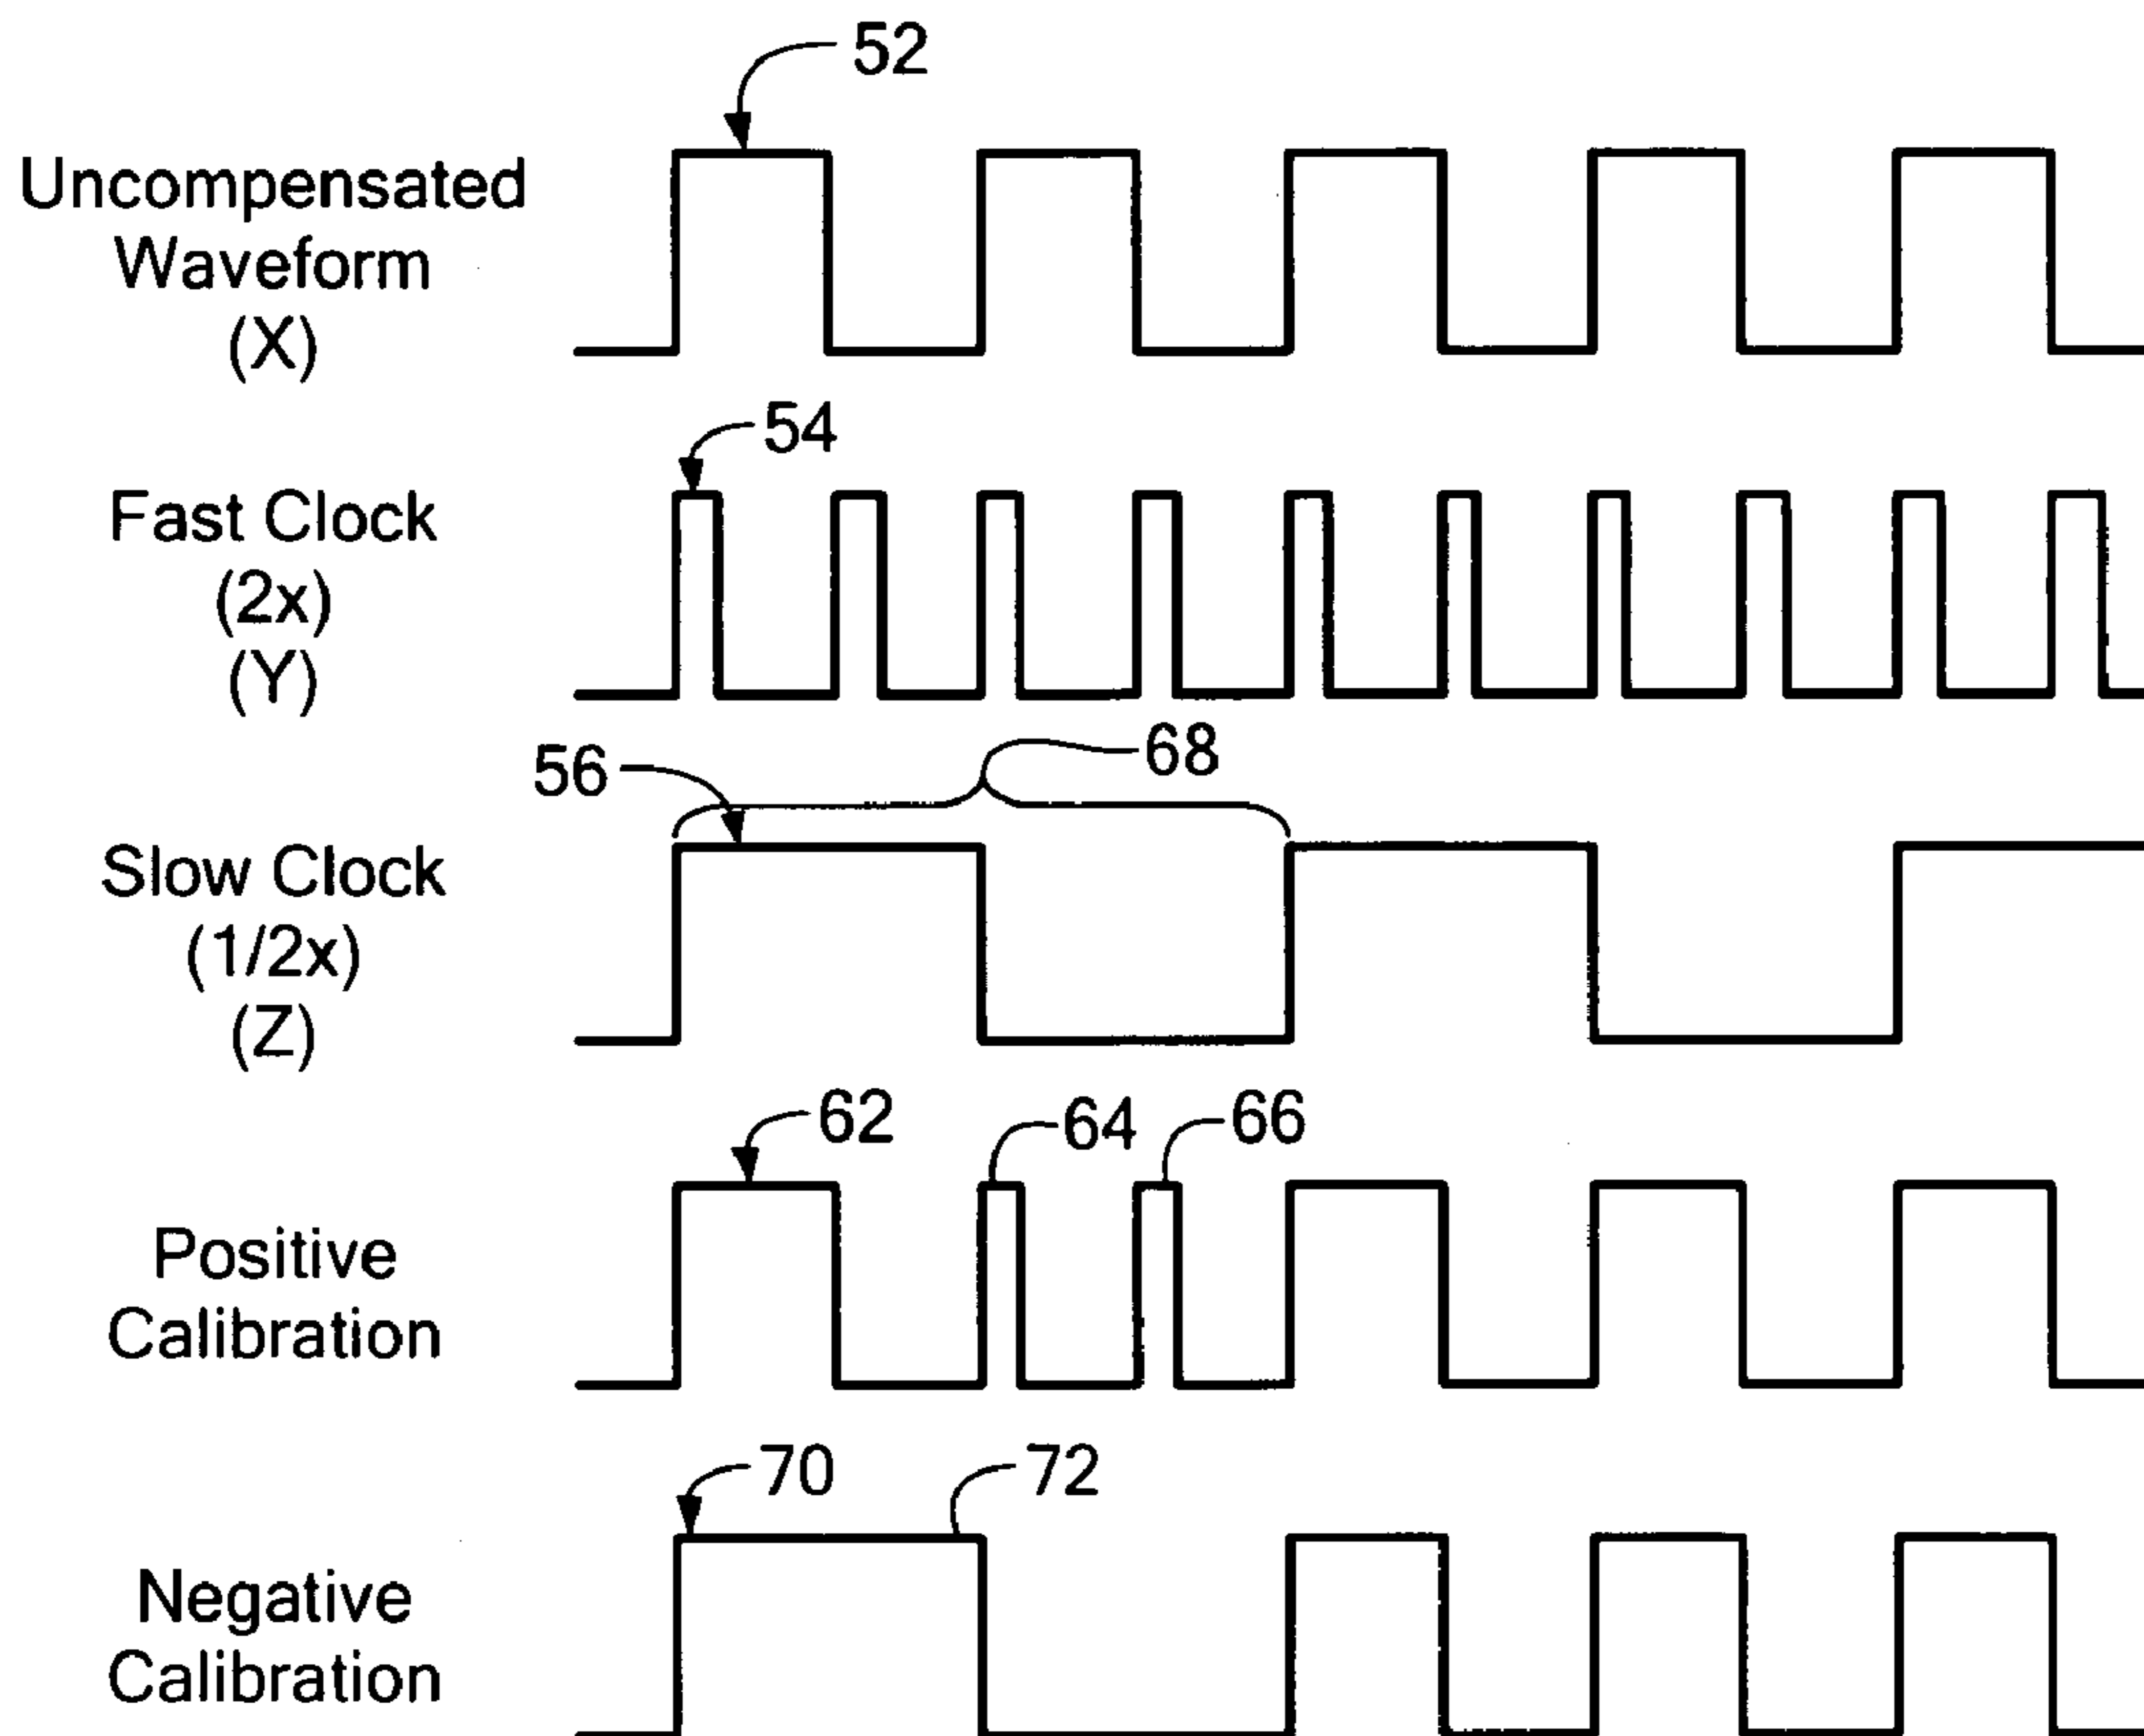 52
Uncompensated
Waveform
(X)
54
Fast Clock
(2x)
(Y)
56
68
Slow Clock
(1/2x)
(Z)
62
64
66
Positive
Calibration
70
72
Negative
Calibration